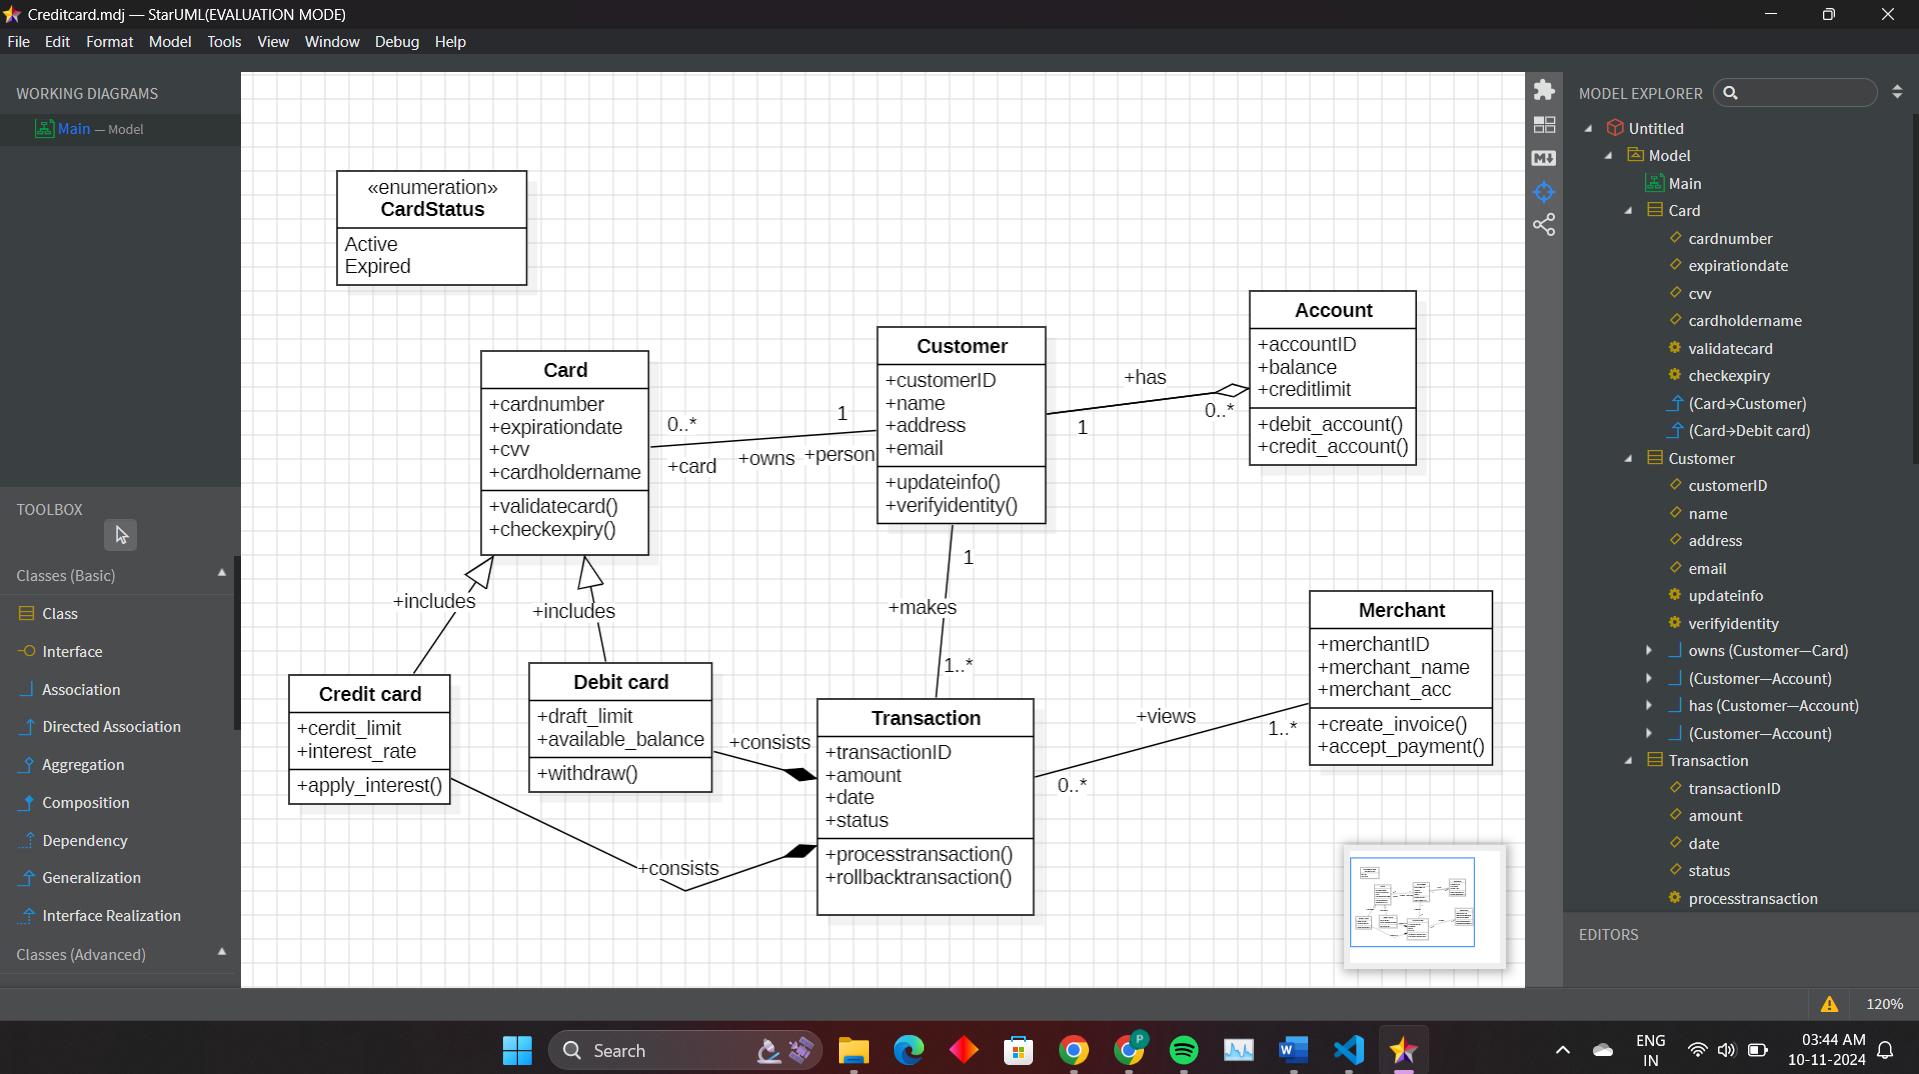 Creditcard.mdj — StarUML(EVALUATION MODE)
File Edit Format Model Tools View Window Debug Help
WORKING DIAGRAMS
Main — Model
TOOLBOX
Classes (Basic)
Class
Interface
Association
Directed Association
Aggregation
Composition
Dependency
Generalization
Interface Realization
Classes (Advanced)
«enumeration»
CardStatus
Active
Expired
Card
+cardnumber
+expirationdate
+cvv
+cardholdername
+validatecard()
+checkexpiry()
0..*
1
+card
+owns
+person
Customer
+customerID
+name
+address
+email
+updateinfo()
+verifyidentity()
+has
1
0..*
Account
+accountID
+balance
+creditlimit
+debit_account()
+credit_account()
+includes
+includes
1
+makes
1..*
Credit card
+cerdit_limit
+interest_rate
+apply_interest()
Debit card
+draft_limit
+available_balance
+withdraw()
+consists
+consists
Transaction
+transactionID
+amount
+date
+status
+processtransaction()
+rollbacktransaction()
+views
0..*
1..*
Merchant
+merchantID
+merchant_name
+merchant_acc
+create_invoice()
+accept_payment()
MODEL EXPLORER
Untitled
Model
Main
Card
cardnumber
expirationdate
cvv
cardholdername
validatecard
checkexpiry
(Card→Customer)
(Card→Debit card)
Customer
customerID
name
address
email
updateinfo
verifyidentity
owns (Customer—Card)
(Customer—Account)
has (Customer—Account)
(Customer—Account)
Transaction
transactionID
amount
date
status
processtransaction
EDITORS
120%
Search
P
ENG
IN
03:44 AM
10-11-2024